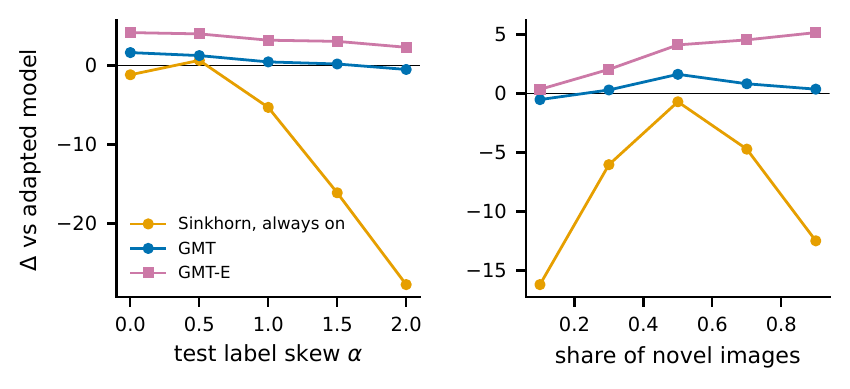 Δ vs adapted model
0
−10
−20
Sinkhorn, always on
GMT
GMT-E
0.0 0.5 1.0 1.5 2.0
test label skew α
5
0
−5
−10
−15
0.2 0.4 0.6 0.8
share of novel images